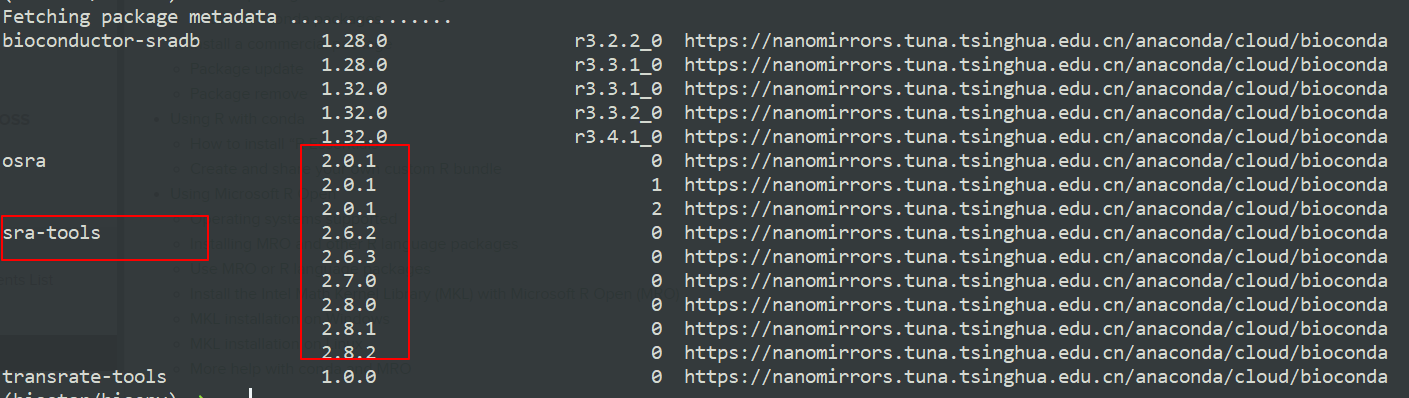 Fetching package metadata ...............
bioconductor-sradb 1.28.0 r3.2.2_0 https://nanomirrors.tuna.tsinghua.edu.cn/anaconda/cloud/bioconda
1.28.0 r3.3.1_0 https://nanomirrors.tuna.tsinghua.edu.cn/anaconda/cloud/bioconda
1.32.0 r3.3.1_0 https://nanomirrors.tuna.tsinghua.edu.cn/anaconda/cloud/bioconda
1.32.0 r3.3.2_0 https://nanomirrors.tuna.tsinghua.edu.cn/anaconda/cloud/bioconda
1.32.0 r3.4.1_0 https://nanomirrors.tuna.tsinghua.edu.cn/anaconda/cloud/bioconda
osra 2.0.1 0 https://nanomirrors.tuna.tsinghua.edu.cn/anaconda/cloud/bioconda
2.0.1 1 https://nanomirrors.tuna.tsinghua.edu.cn/anaconda/cloud/bioconda
2.0.1 2 https://nanomirrors.tuna.tsinghua.edu.cn/anaconda/cloud/bioconda
sra-tools 2.6.2 0 https://nanomirrors.tuna.tsinghua.edu.cn/anaconda/cloud/bioconda
2.6.3 0 https://nanomirrors.tuna.tsinghua.edu.cn/anaconda/cloud/bioconda
2.7.0 0 https://nanomirrors.tuna.tsinghua.edu.cn/anaconda/cloud/bioconda
2.8.0 0 https://nanomirrors.tuna.tsinghua.edu.cn/anaconda/cloud/bioconda
2.8.1 0 https://nanomirrors.tuna.tsinghua.edu.cn/anaconda/cloud/bioconda
2.8.2 0 https://nanomirrors.tuna.tsinghua.edu.cn/anaconda/cloud/bioconda
transrate-tools 1.0.0 0 https://nanomirrors.tuna.tsinghua.edu.cn/anaconda/cloud/bioconda